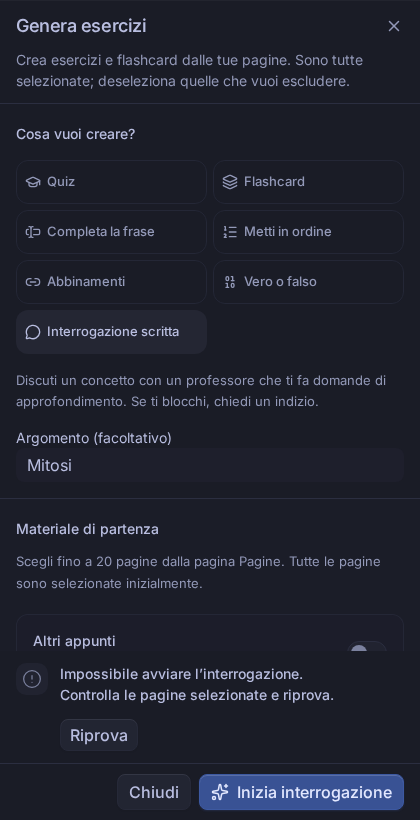 Genera esercizi
Crea esercizi e flashcard dalle tue pagine. Sono tutte
selezionate; deseleziona quelle che vuoi escludere.
Cosa vuoi creare?
Quiz
Flashcard
Completa la frase
Metti in ordine
Abbinamenti
Vero o falso
Interrogazione scritta
Discuti un concetto con un professore che ti fa domande di
approfondimento. Se ti blocchi, chiedi un indizio.
Argomento (facoltativo)
Mitosi
Materiale di partenza
Scegli fino a 20 pagine dalla pagina Pagine. Tutte le pagine
sono selezionate inizialmente.
Altri appunti
Impossibile avviare l’interrogazione.
Controlla le pagine selezionate e riprova.
Riprova
Chiudi
Inizia interrogazione